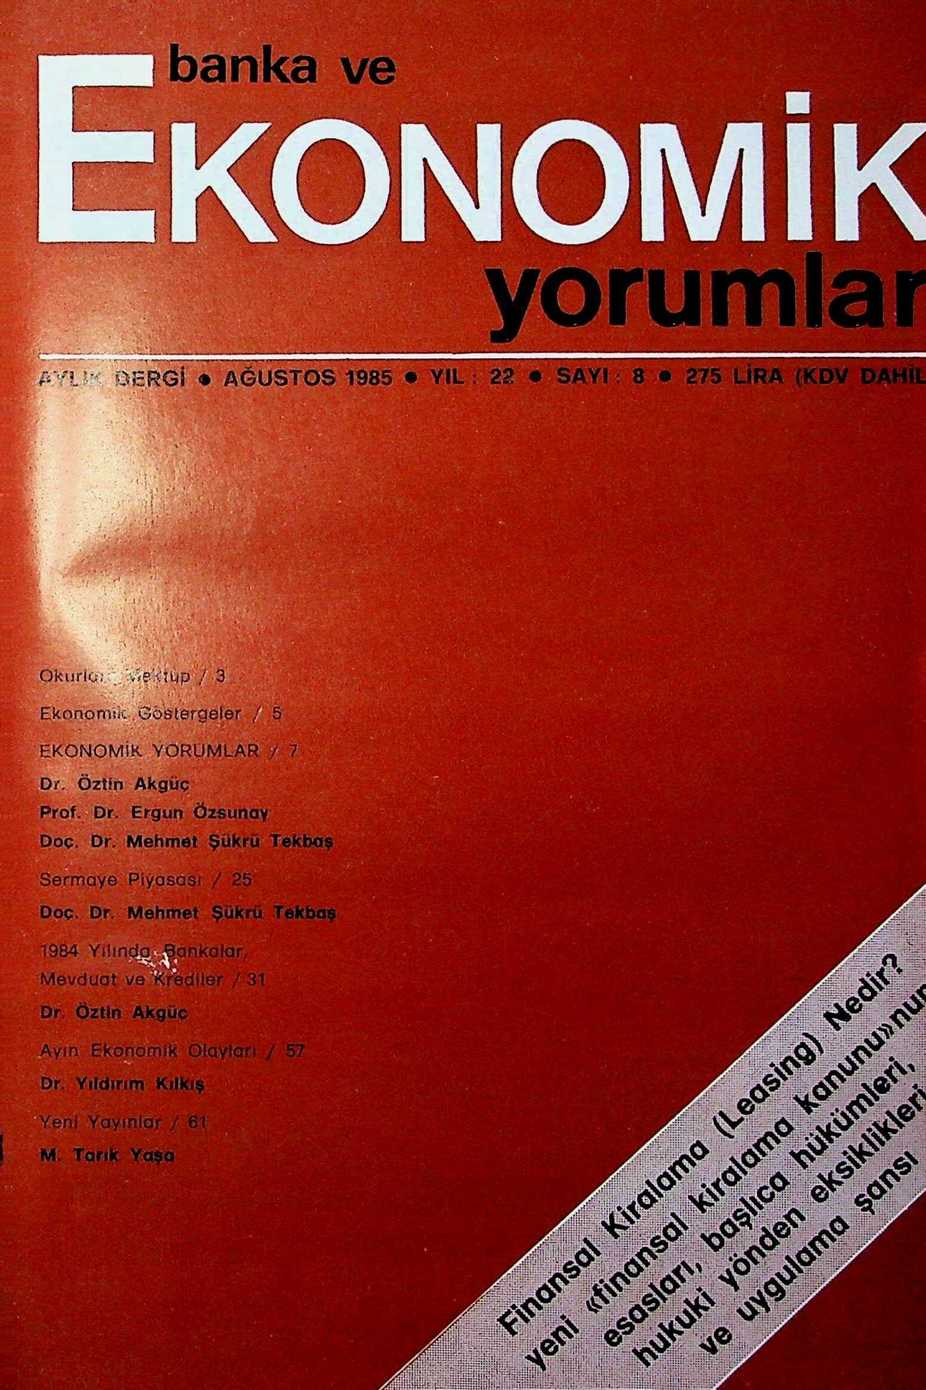 banka ve
EKONOMİK
yorumlar
AYLIK DERGİ ● AĞUSTOS 1985 ● YIL : 22 ● SAYI : 8 ● 275 LİRA (KDV DAHİL
Okurlara Mektup / 3
Ekonomik Göstergeler / 5
EKONOMİK YORUMLAR / 7
Dr. Öztin Akgüç
Prof. Dr. Ergun Özsunay
Doç. Dr. Mehmet Şükrü Tekbaş
Sermaye Piyasası / 25
Doç. Dr. Mehmet Şükrü Tekbaş
1984 Yılında Bankalar,
Mevduat ve Krediler / 31
Dr. Öztin Akgüç
Ayın Ekonomik Olayları / 57
Dr. Yıldırım Kılkış
Yeni Yayınlar / 61
M. Tarık Yaşa
Finansal Kiralama (Leasing) Nedir?
yeni «finansal kiralama kanunu»nun
esasları, başlıca hükümleri,
hukuki yönden eksiklikleri
ve uygulama şansı